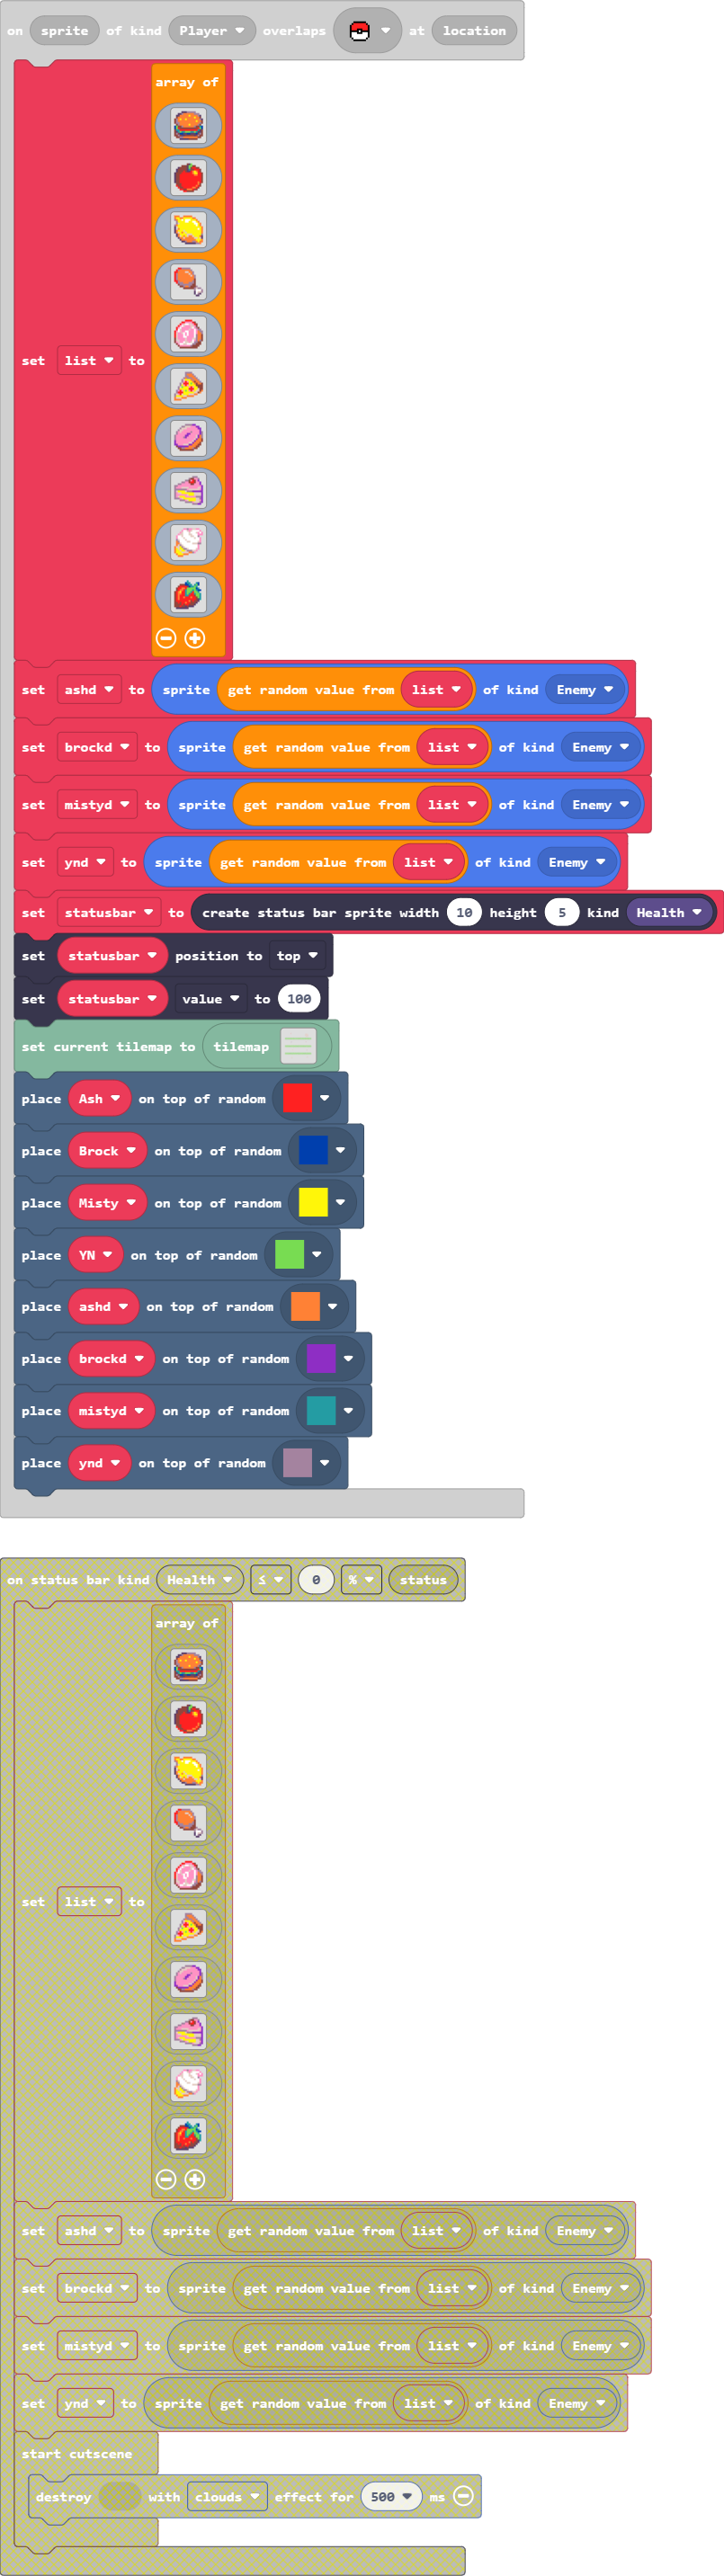 on sprite of kind Player overlaps at location
array of
set list to
set ashd to sprite get random value from list of kind Enemy
set brockd to sprite get random value from list of kind Enemy
set mistyd to sprite get random value from list of kind Enemy
set ynd to sprite get random value from list of kind Enemy
set statusbar to create status bar sprite width 10 height 5 kind Health
set statusbar position to top
set statusbar value to 100
set current tilemap to tilemap
place Ash on top of random
place Brock on top of random
place Misty on top of random
place YN on top of random
place ashd on top of random
place brockd on top of random
place mistyd on top of random
place ynd on top of random
on status bar kind Health ≤ 0 % status
array of
set list to
set ashd to sprite get random value from list of kind Enemy
set brockd to sprite get random value from list of kind Enemy
set mistyd to sprite get random value from list of kind Enemy
set ynd to sprite get random value from list of kind Enemy
start cutscene
destroy with clouds effect for 500 ms